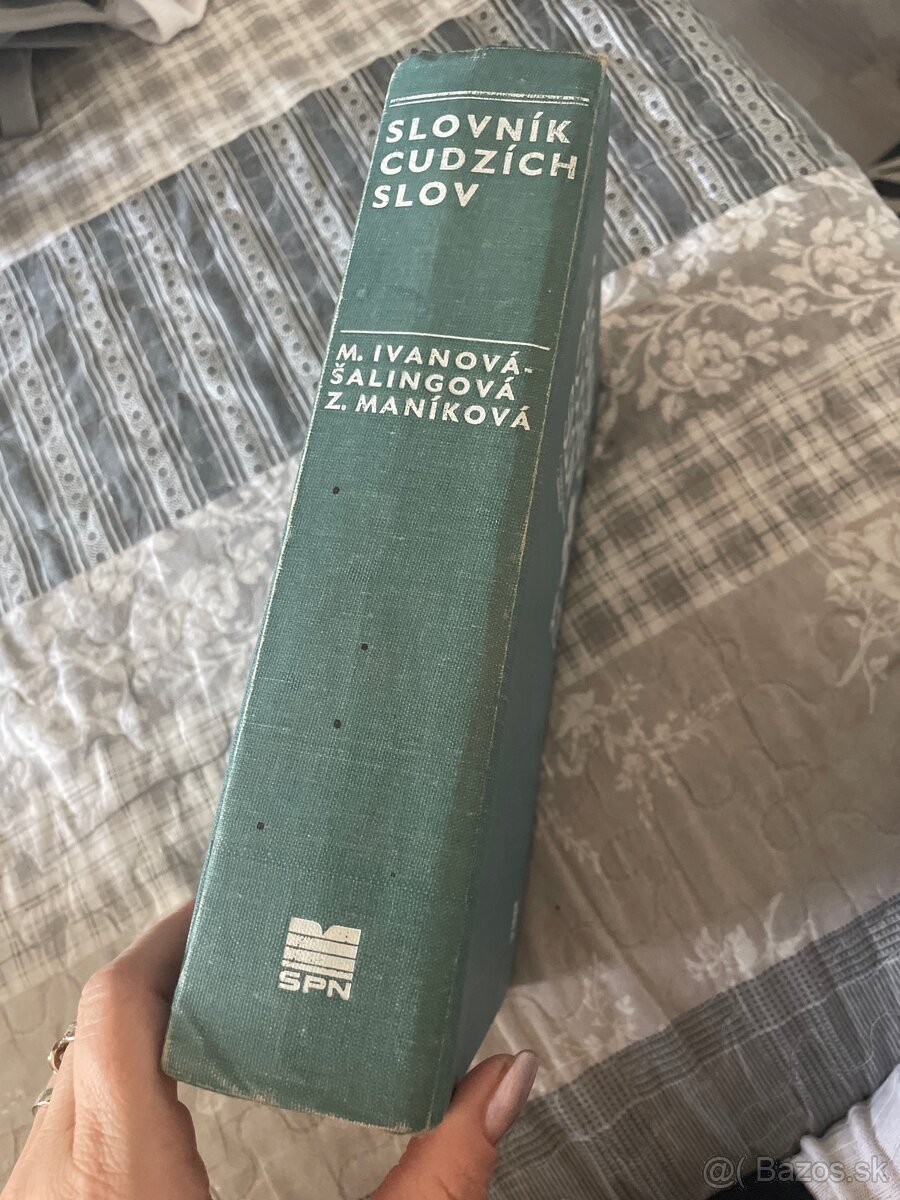 SLOVNÍK
CUDZÍCH
SLOV
M. IVANOVÁ-
ŠALINGOVÁ
Z. MANÍKOVÁ
SPN
@( Bazos.sk